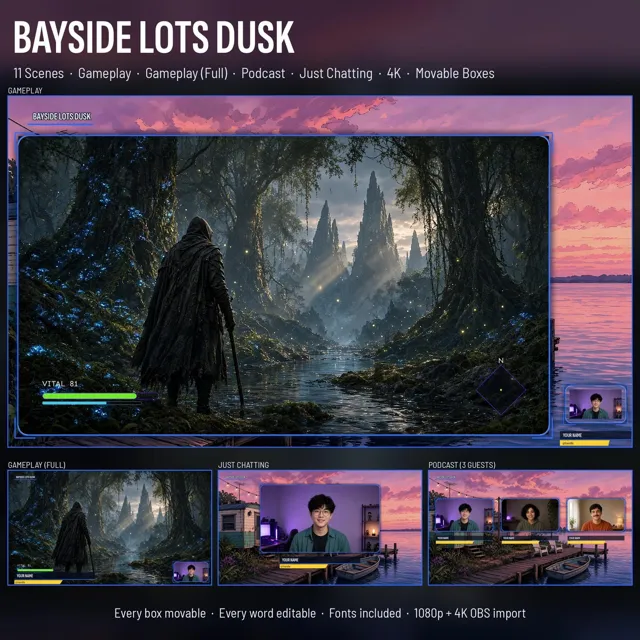 BAYSIDE LOTS DUSK
11 Scenes · Gameplay · Gameplay (Full) · Podcast · Just Chatting · 4K · Movable Boxes
GAMEPLAY
BAYSIDE LOTS DUSK
VITAL 81
N
YOUR NAME
GAMEPLAY (FULL)
JUST CHATTING
PODCAST (3 GUESTS)
YOUR NAME
YOUR NAME
Every box movable · Every word editable · Fonts included · 1080p + 4K OBS import